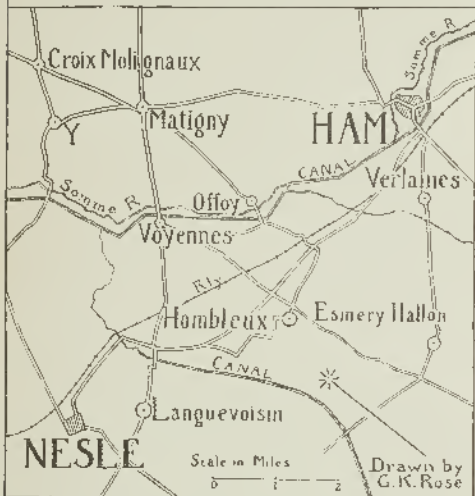 Somme R.
Croix Molignaux
Y
Matigny
HAM
CANAL
Verlaines
Somme R.
Offoy
Voyennes
Rly
Hombleux
Esmery Hallon
CANAL
Languevoisin
NESLE
Scale in Miles
0 1 2
Drawn by
G.K. Rose